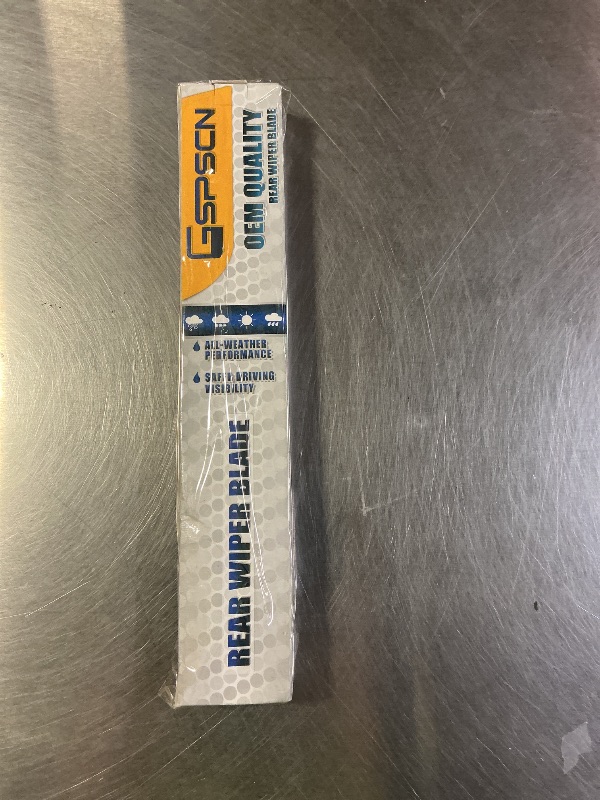 GSPSCN
OEM QUALITY
REAR WIPER BLADE
ALL-WEATHER
PERFORMANCE
SAFE DRIVING
VISIBILITY
REAR WIPER BLADE